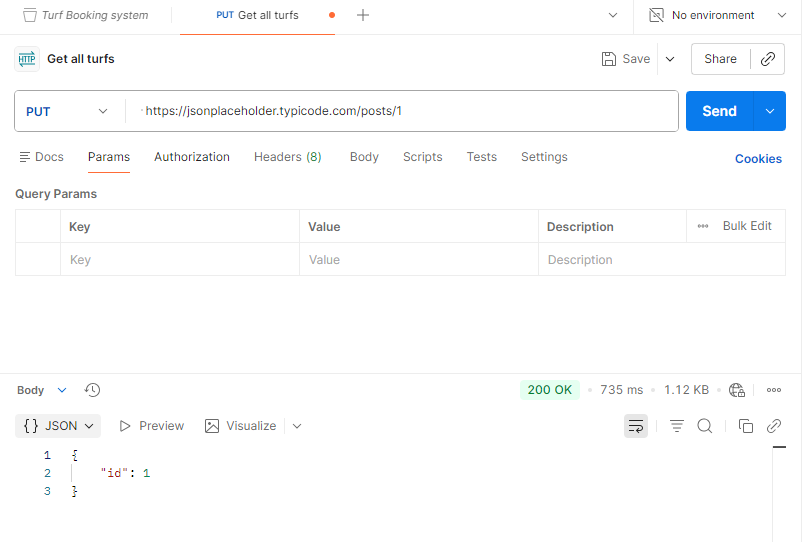 Turf Booking system PUT Get all turfs No environment
HTTP Get all turfs Save Share
PUT https://jsonplaceholder.typicode.com/posts/1 Send
Docs Params Authorization Headers (8) Body Scripts Tests Settings Cookies
Query Params
Key Value Description Bulk Edit
Key Value Description
Body 200 OK • 735 ms • 1.12 KB •
{} JSON Preview Visualize
1 {
2 "id": 1
3 }